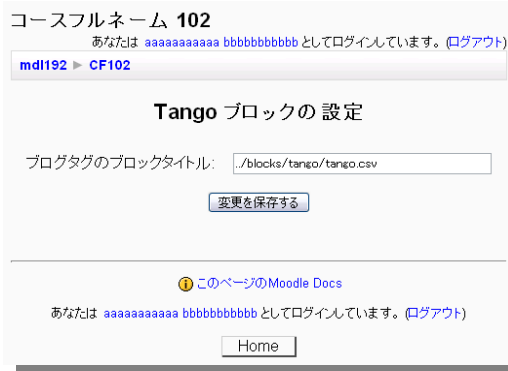 コースフルネーム 102
あなたは aaaaaaaaaaa bbbbbbbbbbb としてログインしています。(ログアウト)
mdl192 ► CF102
Tango ブロックの 設定
ブログタグのブロックタイトル: ../blocks/tango/tango.csv
変更を保存する
このページのMoodle Docs
あなたは aaaaaaaaaaa bbbbbbbbbbb としてログインしています。(ログアウト)
Home